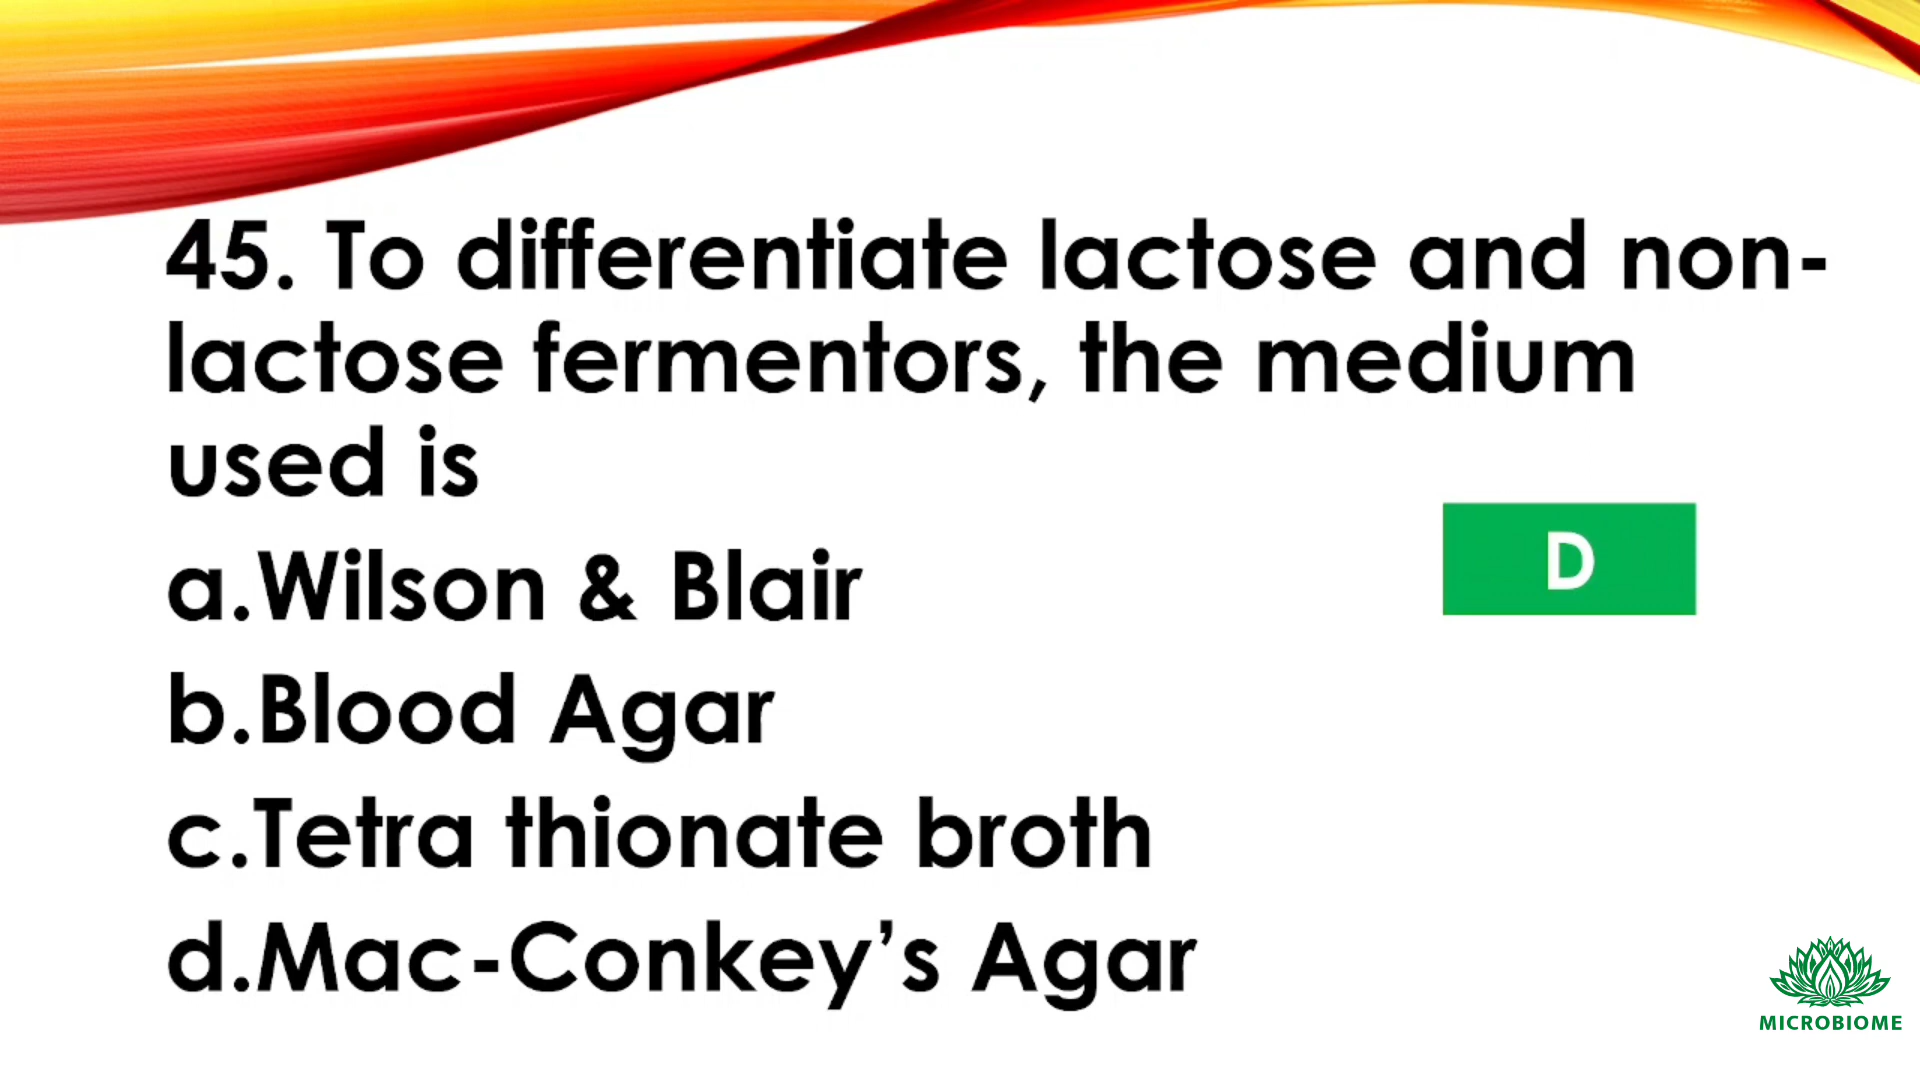 45. To differentiate lactose and non-
lactose fermentors, the medium
used is
a.Wilson & Blair
D
b.Blood Agar
c.Tetra thionate broth
d.Mac-Conkey’s Agar
MICROBIOME